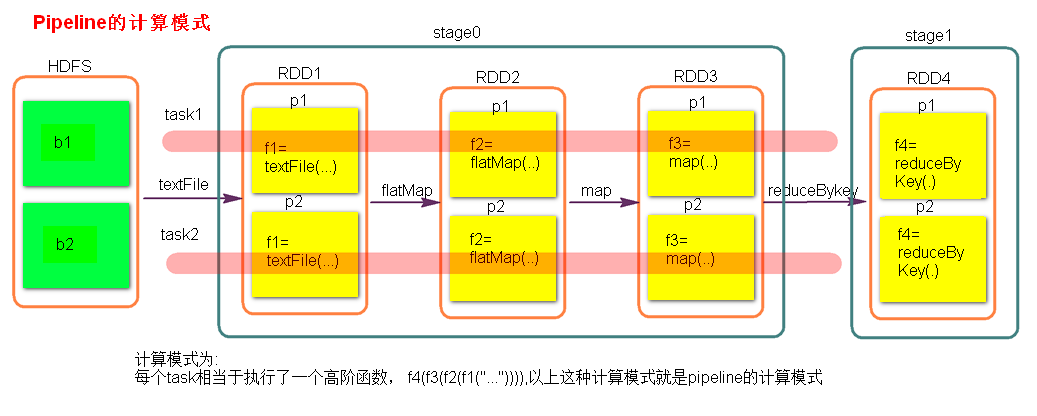 Pipeline的计算模式
stage0
stage1
HDFS
RDD1
RDD2
RDD3
RDD4
p1
p1
p1
p1
task1
b1
f1=
textFile(...)
f2=
flatMap(..)
f3=
map(..)
f4=
reduceBy
Key(.)
textFile
flatMap
map
reduceBykey
p2
p2
p2
p2
task2
b2
f1=
textFile(...)
f2=
flatMap(..)
f3=
map(..)
f4=
reduceBy
Key(.)
计算模式为:
每个task相当于执行了一个高阶函数， f4(f3(f2(f1("...")))),以上这种计算模式就是pipeline的计算模式